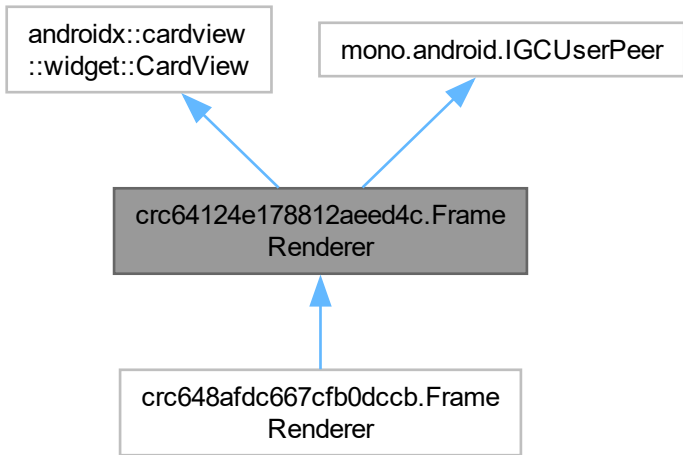 androidx::cardview
::widget::CardView
mono.android.IGCUserPeer
crc64124e178812aeed4c.Frame
Renderer
crc648afdc667cfb0dccb.Frame
Renderer